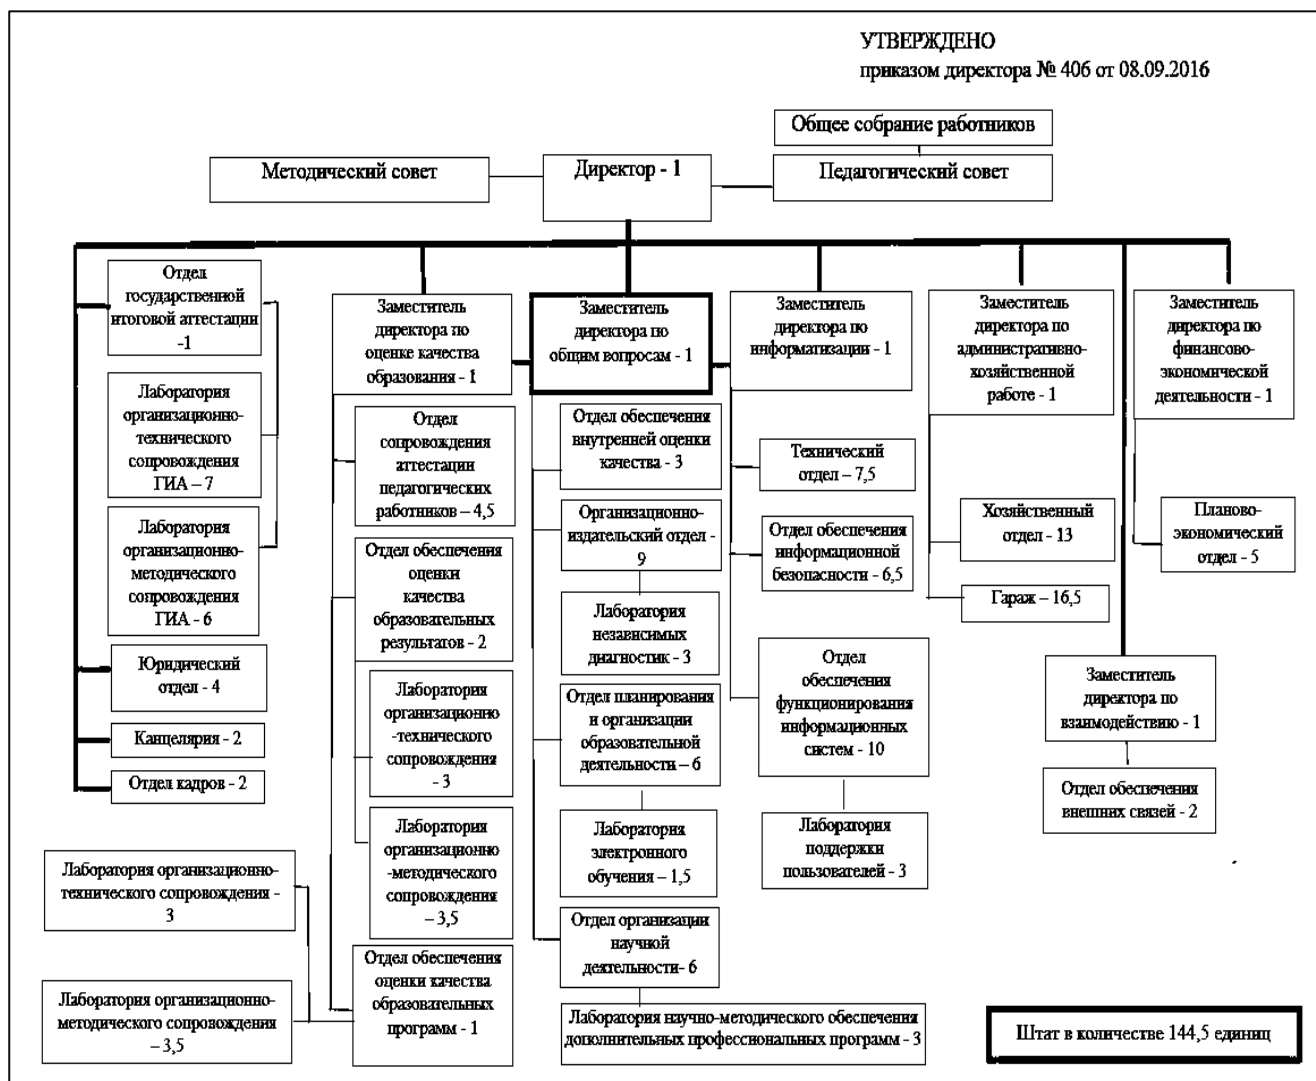 УТВЕРЖДЕНО
приказом директора № 406 от 08.09.2016
Общее собрание работников
Методический совет
Директор - 1
Педагогический совет
Отдел
государственной
итоговой аттестации
-1
Лаборатория
организационно-
технического
сопровождения
ГИА – 7
Лаборатория
организационно-
методического
сопровождения
ГИА - 6
Юридический
отдел - 4
Канцелярия - 2
Отдел кадров - 2
Заместитель
директора по
оценке качества
образования - 1
Отдел
сопровождения
аттестации
педагогических
работников – 4,5
Отдел обеспечения
оценки
качества
образовательных
результатов - 2
Лаборатория
организационно
-технического
сопровождения
- 3
Лаборатория
организационно
-методического
сопровождения
– 3,5
Отдел обеспечения
оценки качества
образовательных
программ – 1
Лаборатория организационно-
технического сопровождения -
3
Лаборатория организационно-
методического сопровождения
– 3,5
Заместитель
директора по
общим вопросам - 1
Отдел обеспечения
внутренней оценки
качества - 3
Организационно-
издательский отдел -
9
Лаборатория
независимых
диагностик - 3
Отдел планирования
и организации
образовательной
деятельности – 6
Лаборатория
электронного
обучения – 1,5
Отдел организации
научной
деятельности- 6
Лаборатория научно-методического обеспечения
дополнительных профессиональных программ - 3
Заместитель
директора по
информатизации - 1
Технический
отдел – 7,5
Отдел обеспечения
информационной
безопасности - 6,5
Отдел
обеспечения
функционирования
информационных
систем - 10
Лаборатория
поддержки
пользователей - 3
Заместитель
директора по
административно-
хозяйственной
работе - 1
Хозяйственный
отдел - 13
Гараж – 16,5
Заместитель
директора по
взаимодействию - 1
Отдел обеспечения
внешних связей - 2
Заместитель
директора по
финансово-
экономической
деятельности - 1
Планово-
экономический
отдел - 5
Штат в количестве 144,5 единиц